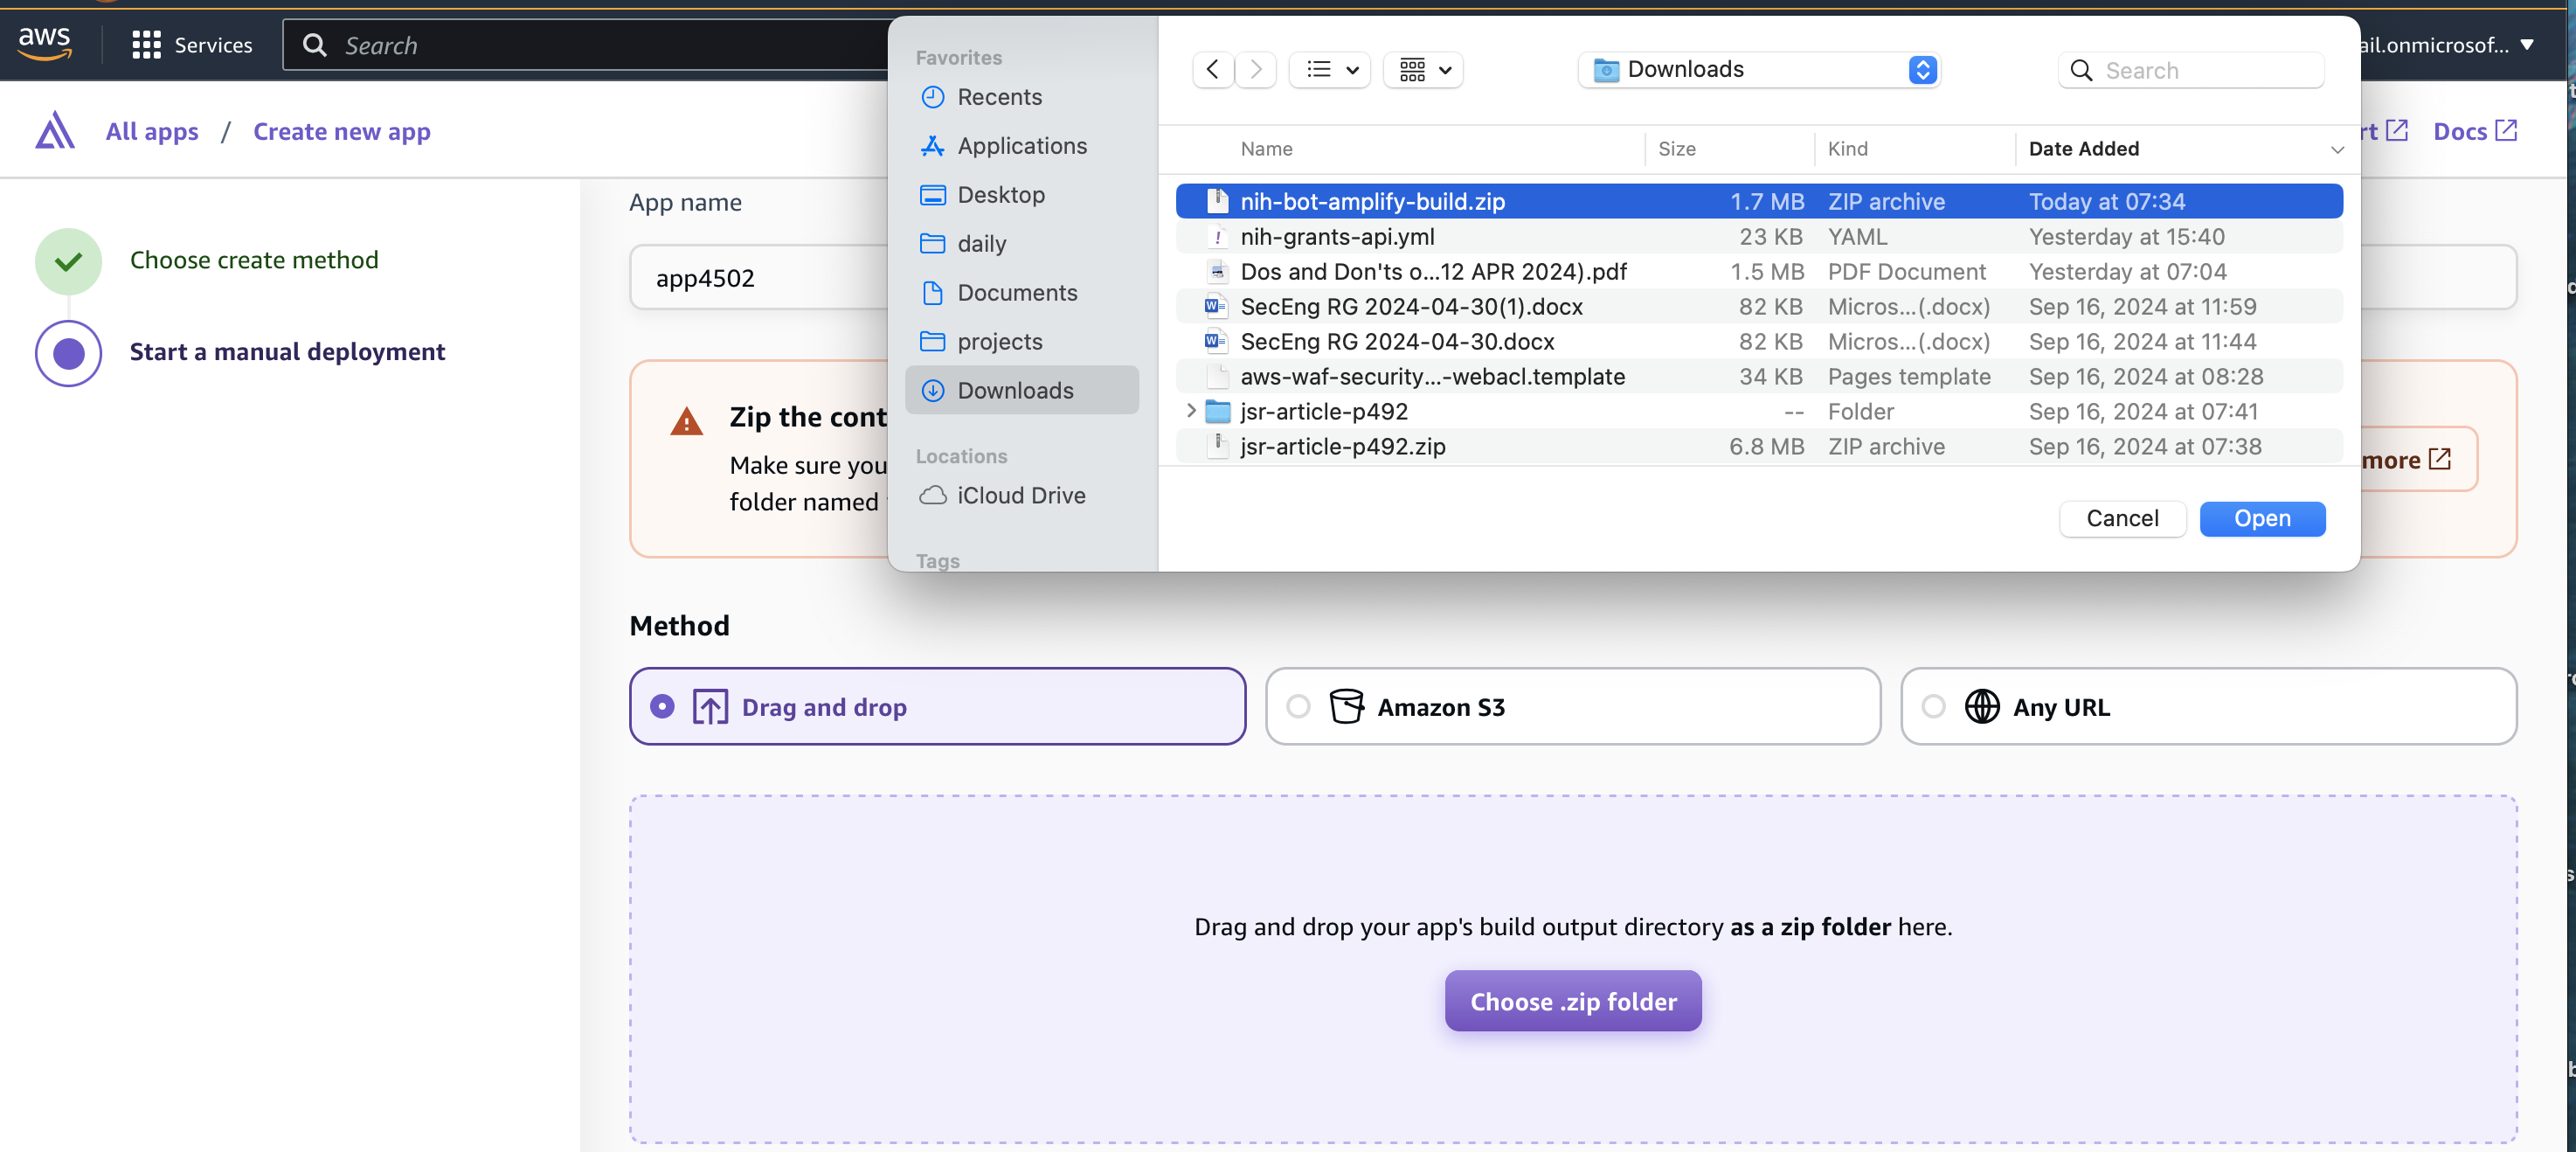 aws
Services
Search
ail.onmicrosof...
All apps / Create new app
Docs
Choose create method
Start a manual deployment
App name
app4502
Zip the cont
Make sure you
folder named
more
Favorites
Recents
Applications
Desktop
daily
Documents
projects
Downloads
Locations
iCloud Drive
Tags
Downloads
Search
Name Size Kind Date Added
nih-bot-amplify-build.zip 1.7 MB ZIP archive Today at 07:34
nih-grants-api.yml 23 KB YAML Yesterday at 15:40
Dos and Don'ts o...12 APR 2024).pdf 1.5 MB PDF Document Yesterday at 07:04
SecEng RG 2024-04-30(1).docx 82 KB Micros...(.docx) Sep 16, 2024 at 11:59
SecEng RG 2024-04-30.docx 82 KB Micros...(.docx) Sep 16, 2024 at 11:44
aws-waf-security...-webacl.template 34 KB Pages template Sep 16, 2024 at 08:28
jsr-article-p492 -- Folder Sep 16, 2024 at 07:41
jsr-article-p492.zip 6.8 MB ZIP archive Sep 16, 2024 at 07:38
Cancel Open
Method
Drag and drop
Amazon S3
Any URL
Drag and drop your app's build output directory as a zip folder here.
Choose .zip folder